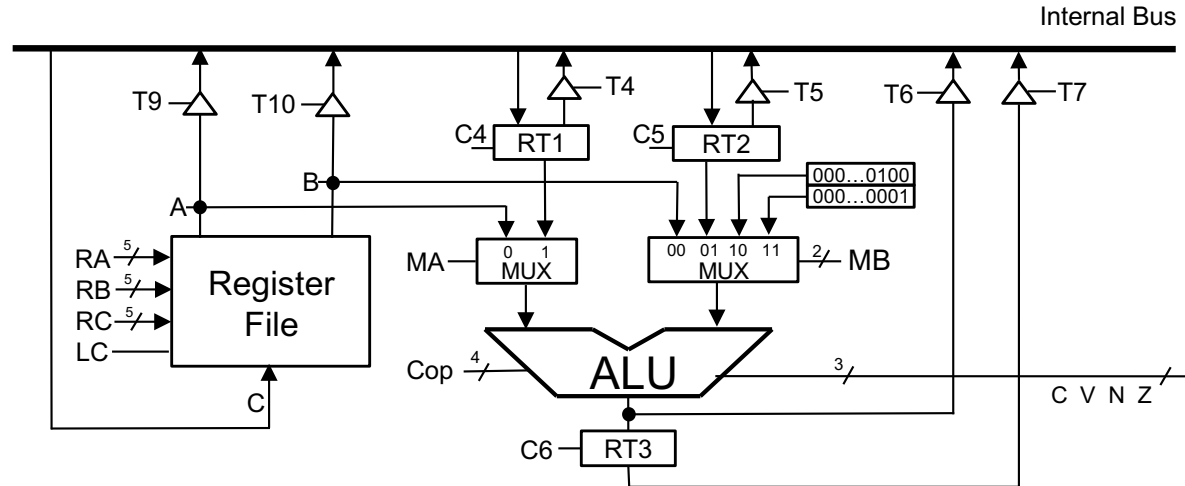 Internal Bus
T9
T10
T4
T5
T6
T7
C4
RT1
C5
RT2
000...0100
000...0001
B
A
RA 5
RB 5
RC 5
LC
Register
File
C
MA
0 1
MUX
00 01 10 11
MUX
2
MB
Cop
4
ALU
3
C V N Z
C6
RT3